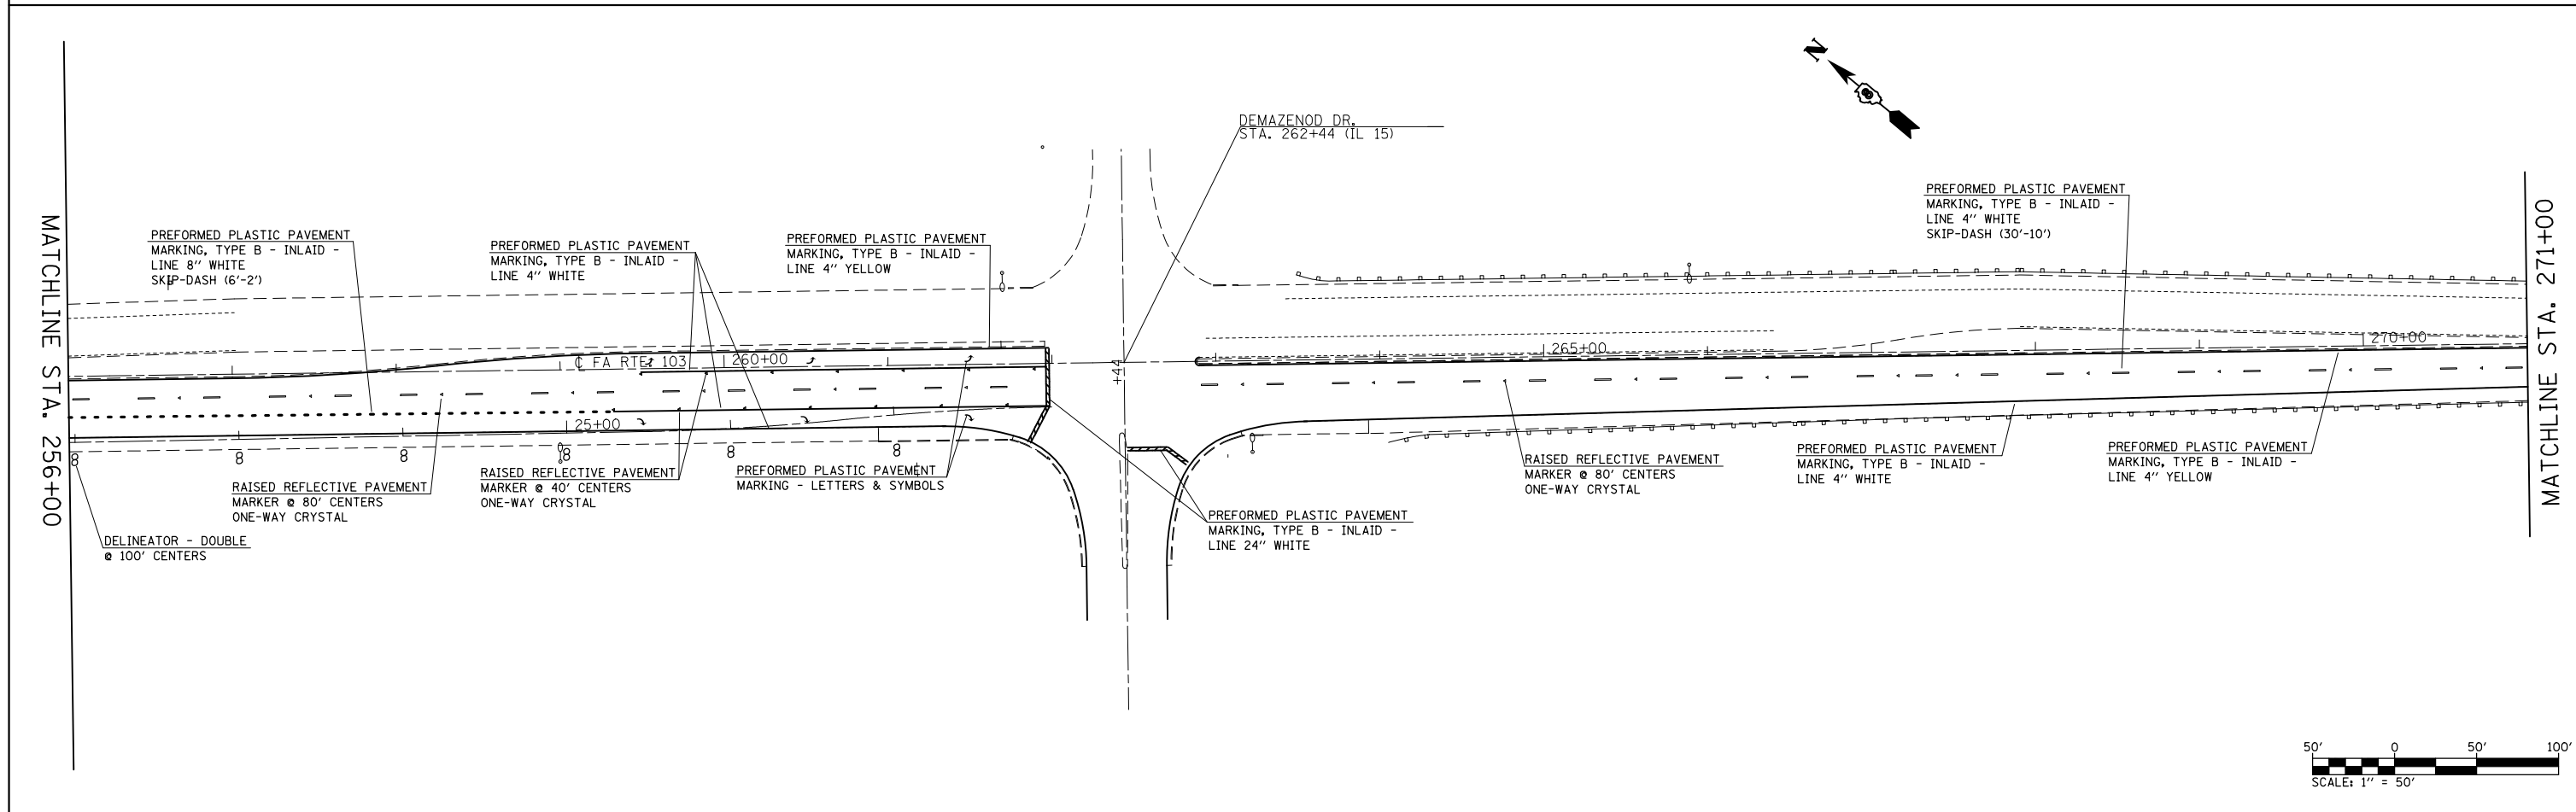 N
DEMAZENOD DR.
STA. 262+44 (IL 15)
MATCHLINE STA. 256+00
PREFORMED PLASTIC PAVEMENT
MARKING, TYPE B - INLAID -
LINE 8" WHITE
SKIP-DASH (6'-2')
PREFORMED PLASTIC PAVEMENT
MARKING, TYPE B - INLAID -
LINE 4" WHITE
PREFORMED PLASTIC PAVEMENT
MARKING, TYPE B - INLAID -
LINE 4" YELLOW
PREFORMED PLASTIC PAVEMENT
MARKING, TYPE B - INLAID -
LINE 4" WHITE
SKIP-DASH (30'-10')
MATCHLINE STA. 271+00
℄ FA RTE 103
260+00
+44
265+00
270+00
25+00
8
8
8
8
8
8
RAISED REFLECTIVE PAVEMENT
MARKER @ 80' CENTERS
ONE-WAY CRYSTAL
RAISED REFLECTIVE PAVEMENT
MARKER @ 40' CENTERS
ONE-WAY CRYSTAL
PREFORMED PLASTIC PAVEMENT
MARKING - LETTERS & SYMBOLS
RAISED REFLECTIVE PAVEMENT
MARKER @ 80' CENTERS
ONE-WAY CRYSTAL
PREFORMED PLASTIC PAVEMENT
MARKING, TYPE B - INLAID -
LINE 4" WHITE
PREFORMED PLASTIC PAVEMENT
MARKING, TYPE B - INLAID -
LINE 4" YELLOW
DELINEATOR - DOUBLE
@ 100' CENTERS
PREFORMED PLASTIC PAVEMENT
MARKING, TYPE B - INLAID -
LINE 24" WHITE
50' 0 50' 100'
SCALE: 1" = 50'